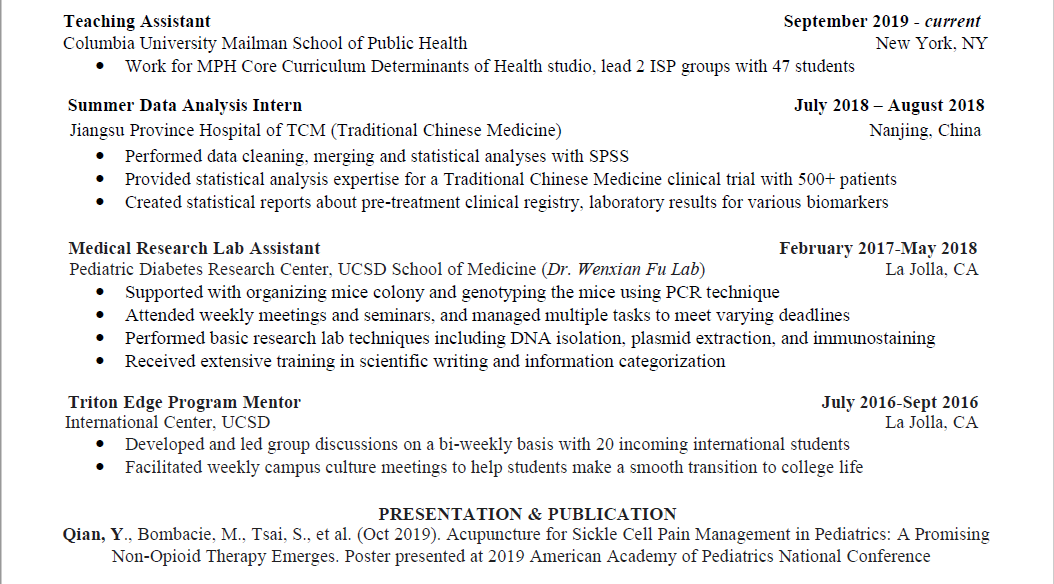 Teaching Assistant September 2019 - current
Columbia University Mailman School of Public Health New York, NY
• Work for MPH Core Curriculum Determinants of Health studio, lead 2 ISP groups with 47 students
Summer Data Analysis Intern July 2018 – August 2018
Jiangsu Province Hospital of TCM (Traditional Chinese Medicine) Nanjing, China
• Performed data cleaning, merging and statistical analyses with SPSS
• Provided statistical analysis expertise for a Traditional Chinese Medicine clinical trial with 500+ patients
• Created statistical reports about pre-treatment clinical registry, laboratory results for various biomarkers
Medical Research Lab Assistant February 2017-May 2018
Pediatric Diabetes Research Center, UCSD School of Medicine (Dr. Wenxian Fu Lab) La Jolla, CA
• Supported with organizing mice colony and genotyping the mice using PCR technique
• Attended weekly meetings and seminars, and managed multiple tasks to meet varying deadlines
• Performed basic research lab techniques including DNA isolation, plasmid extraction, and immunostaining
• Received extensive training in scientific writing and information categorization
Triton Edge Program Mentor July 2016-Sept 2016
International Center, UCSD La Jolla, CA
• Developed and led group discussions on a bi-weekly basis with 20 incoming international students
• Facilitated weekly campus culture meetings to help students make a smooth transition to college life
PRESENTATION & PUBLICATION
Qian, Y., Bombacie, M., Tsai, S., et al. (Oct 2019). Acupuncture for Sickle Cell Pain Management in Pediatrics: A Promising
Non-Opioid Therapy Emerges. Poster presented at 2019 American Academy of Pediatrics National Conference